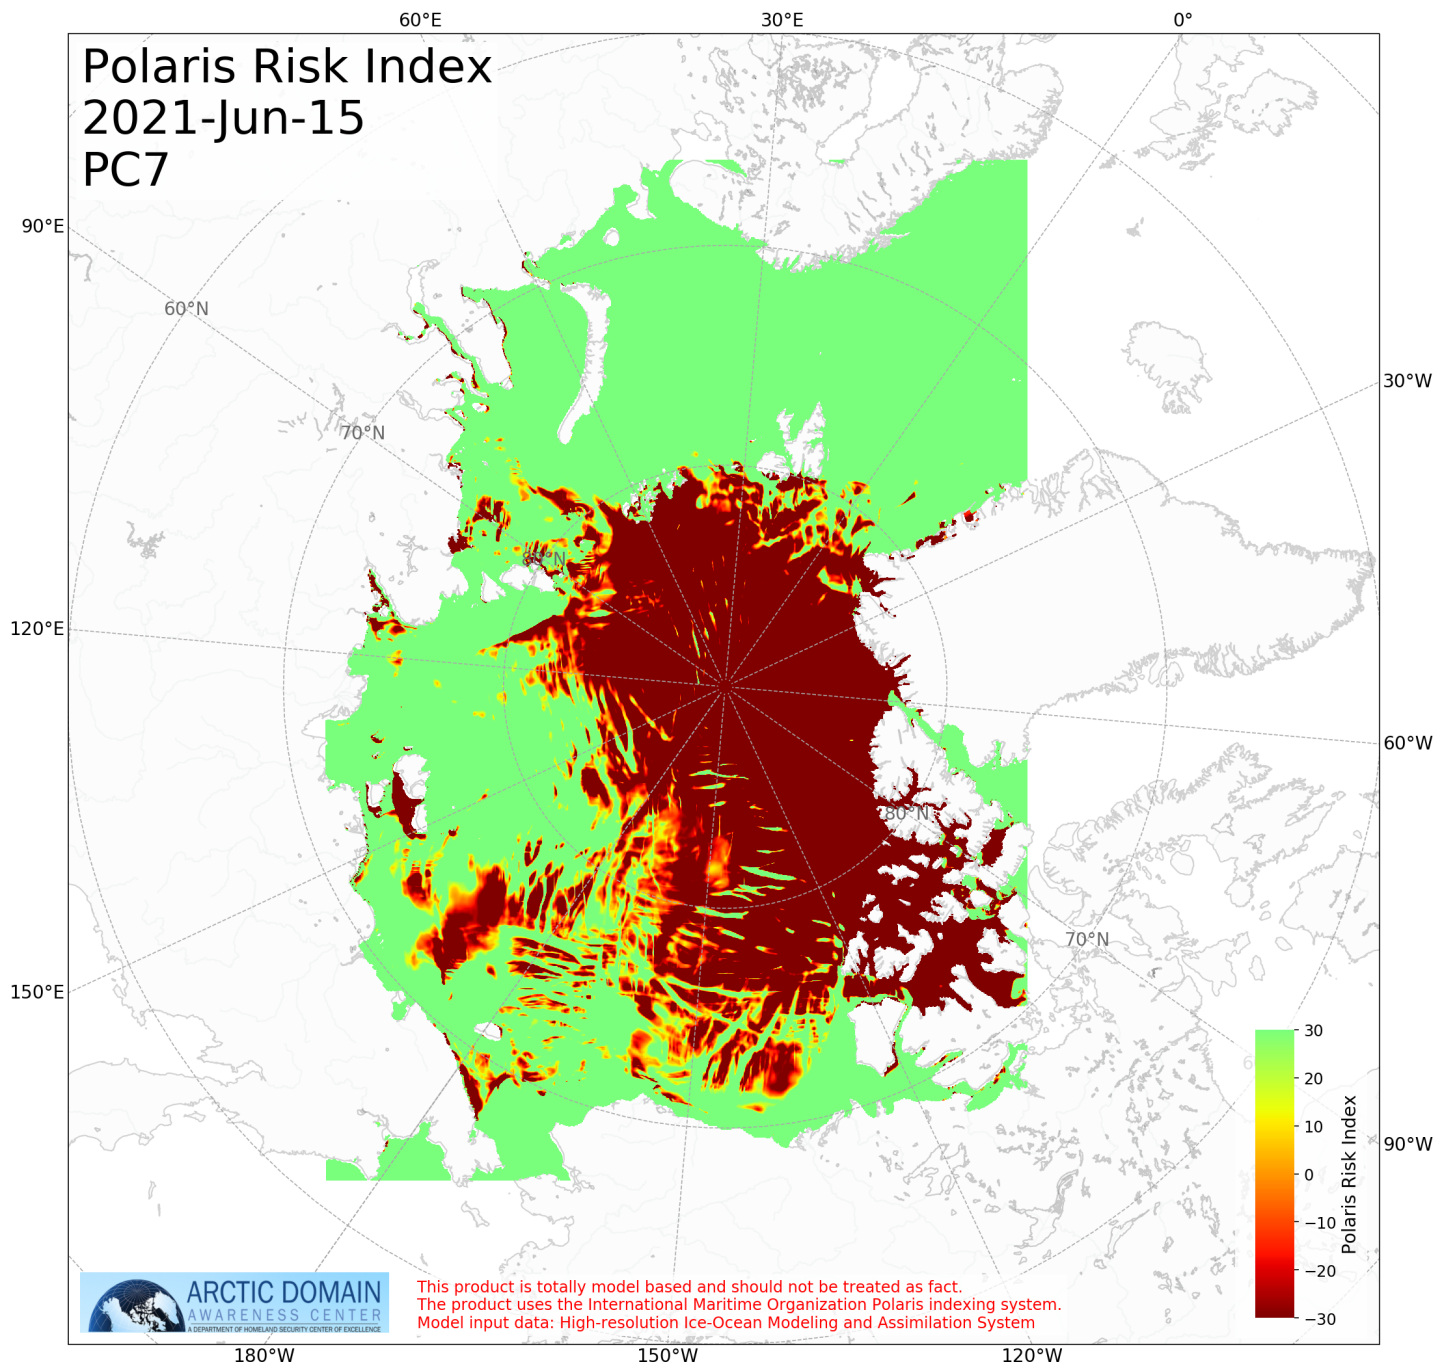 60°E 30°E 0°
Polaris Risk Index
2021-Jun-15
PC7
90°E
60°N
30°W
70°N
80°N
120°E
60°W
80°N
70°N
150°E
30
20
10
0
−10
−20
−30
Polaris Risk Index
90°W
ARCTIC DOMAIN
AWARENESS CENTER
A DEPARTMENT OF HOMELAND SECURITY CENTER OF EXCELLENCE
This product is totally model based and should not be treated as fact.
The product uses the International Maritime Organization Polaris indexing system.
Model input data: High-resolution Ice-Ocean Modeling and Assimilation System
180°W 150°W 120°W